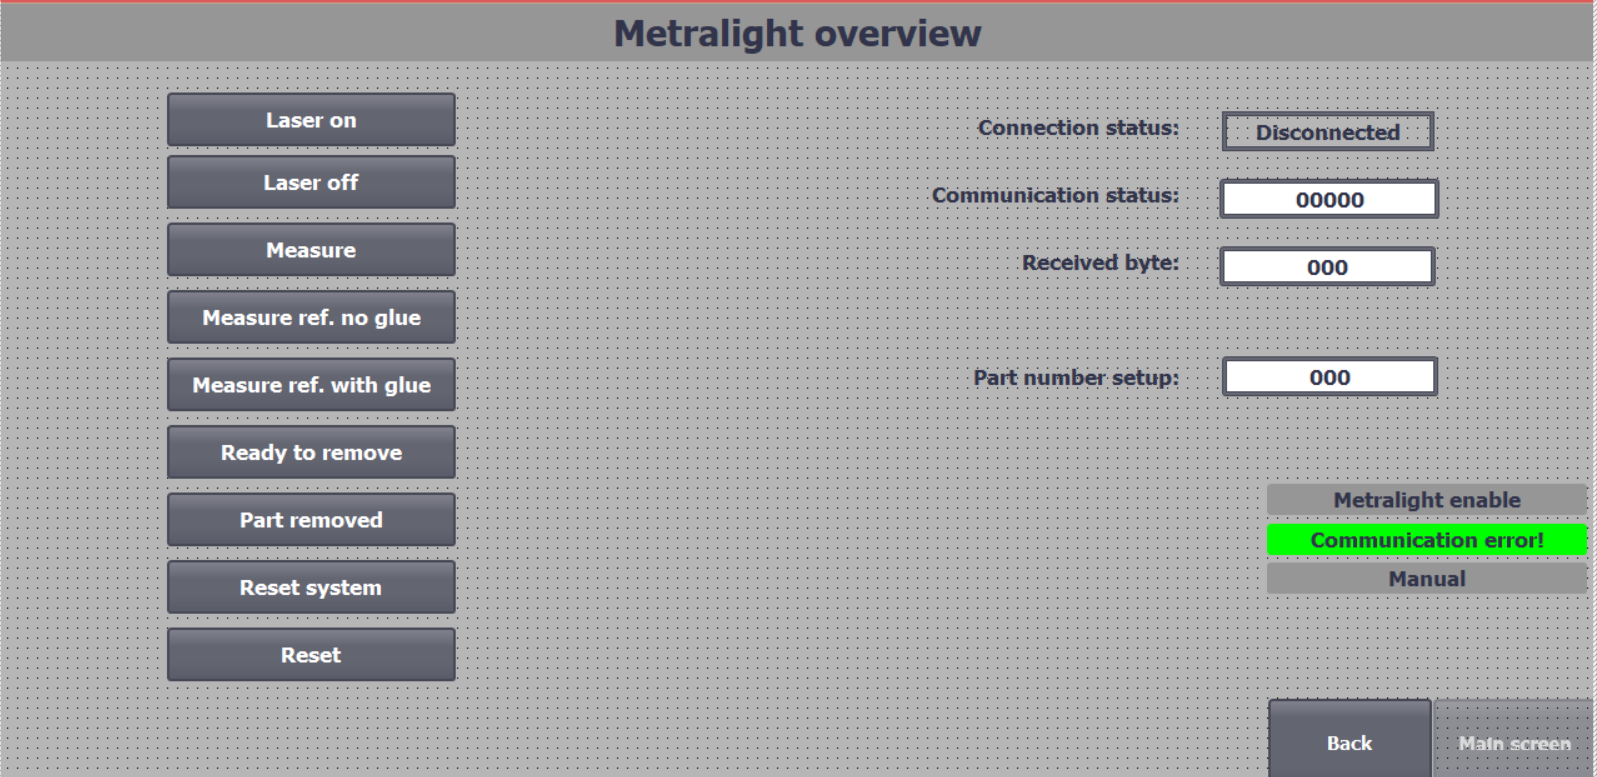 Metralight overview
Laser on
Laser off
Measure
Measure ref. no glue
Measure ref. with glue
Ready to remove
Part removed
Reset system
Reset
Connection status: Disconnected
Communication status: 00000
Received byte: 000
Part number setup: 000
Metralight enable
Communication error!
Manual
Back Main screen